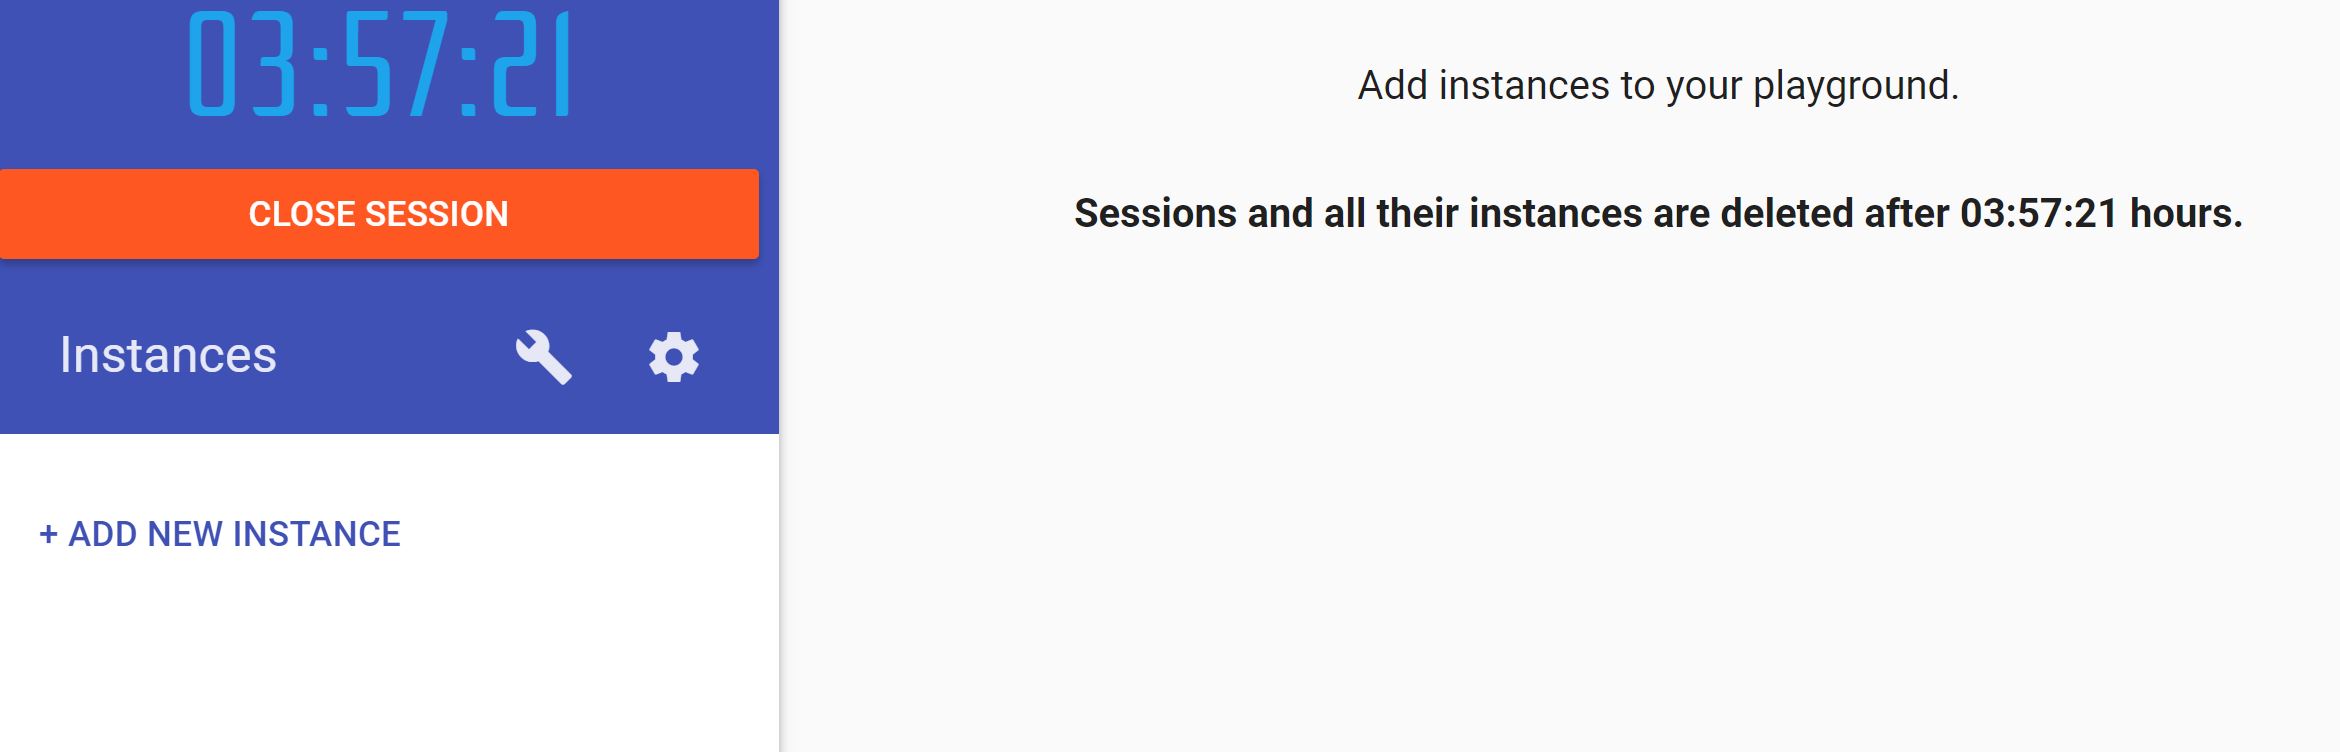 03:57:21
CLOSE SESSION
Instances
+ ADD NEW INSTANCE
Add instances to your playground.
Sessions and all their instances are deleted after 03:57:21 hours.